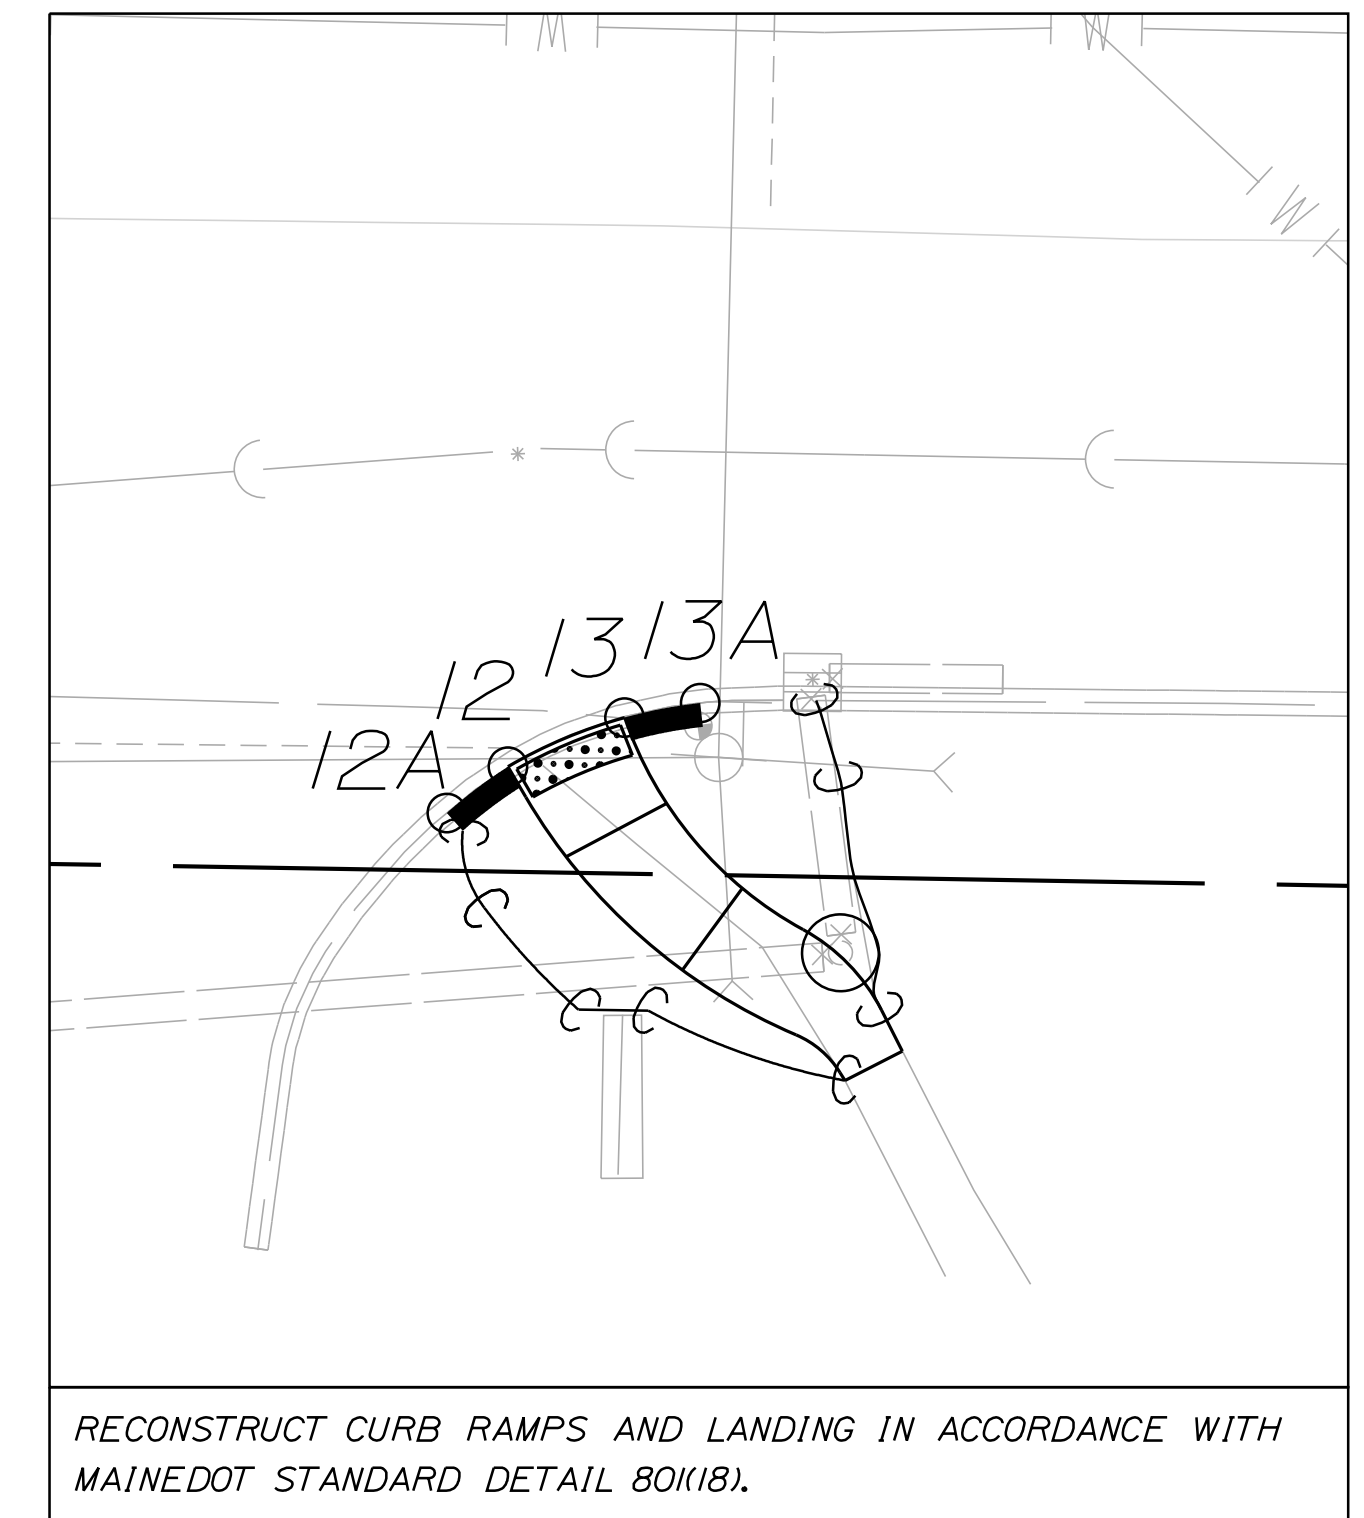 13 13A
12
12A
RECONSTRUCT CURB RAMPS AND LANDING IN ACCORDANCE WITH
MAINEDOT STANDARD DETAIL 801(18).